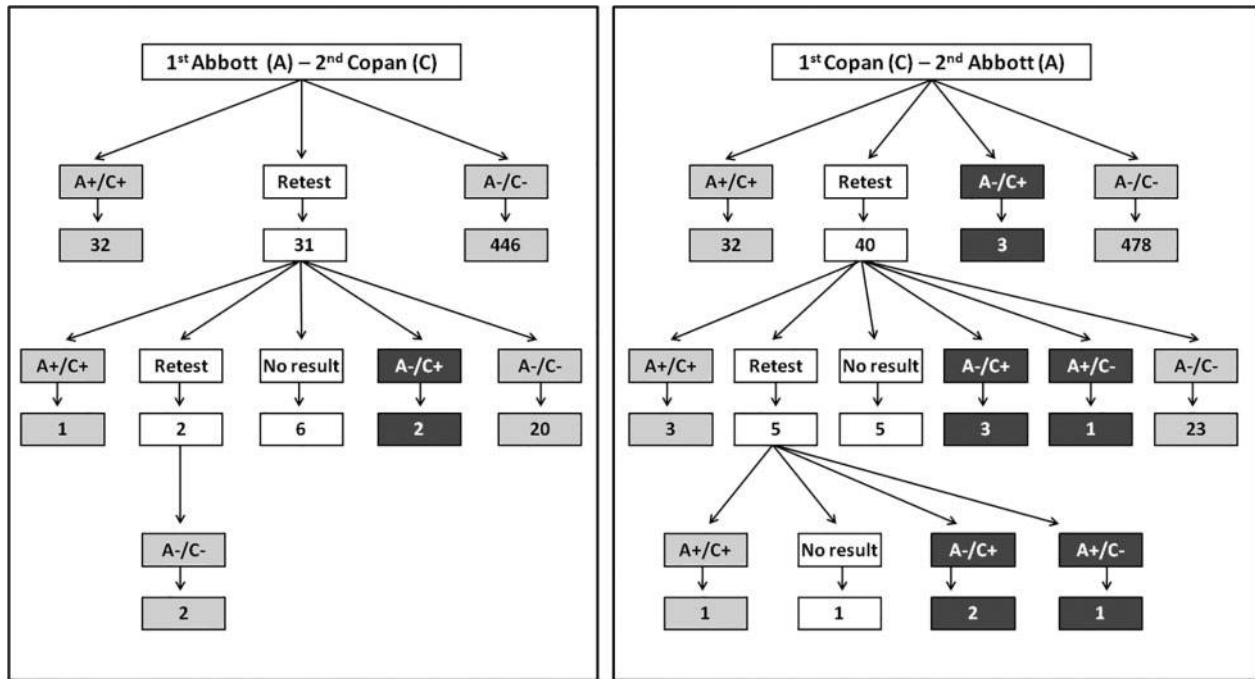 1st Abbott (A) – 2nd Copan (C)
A+/C+ Retest A-/C-
32 31 446
A+/C+ Retest No result A-/C+ A-/C-
1 2 6 2 20
A-/C-
2
1st Copan (C) – 2nd Abbott (A)
A+/C+ Retest A-/C+ A-/C-
32 40 3 478
A+/C+ Retest No result A-/C+ A+/C- A-/C-
3 5 5 3 1 23
A+/C+ No result A-/C+ A+/C-
1 1 2 1